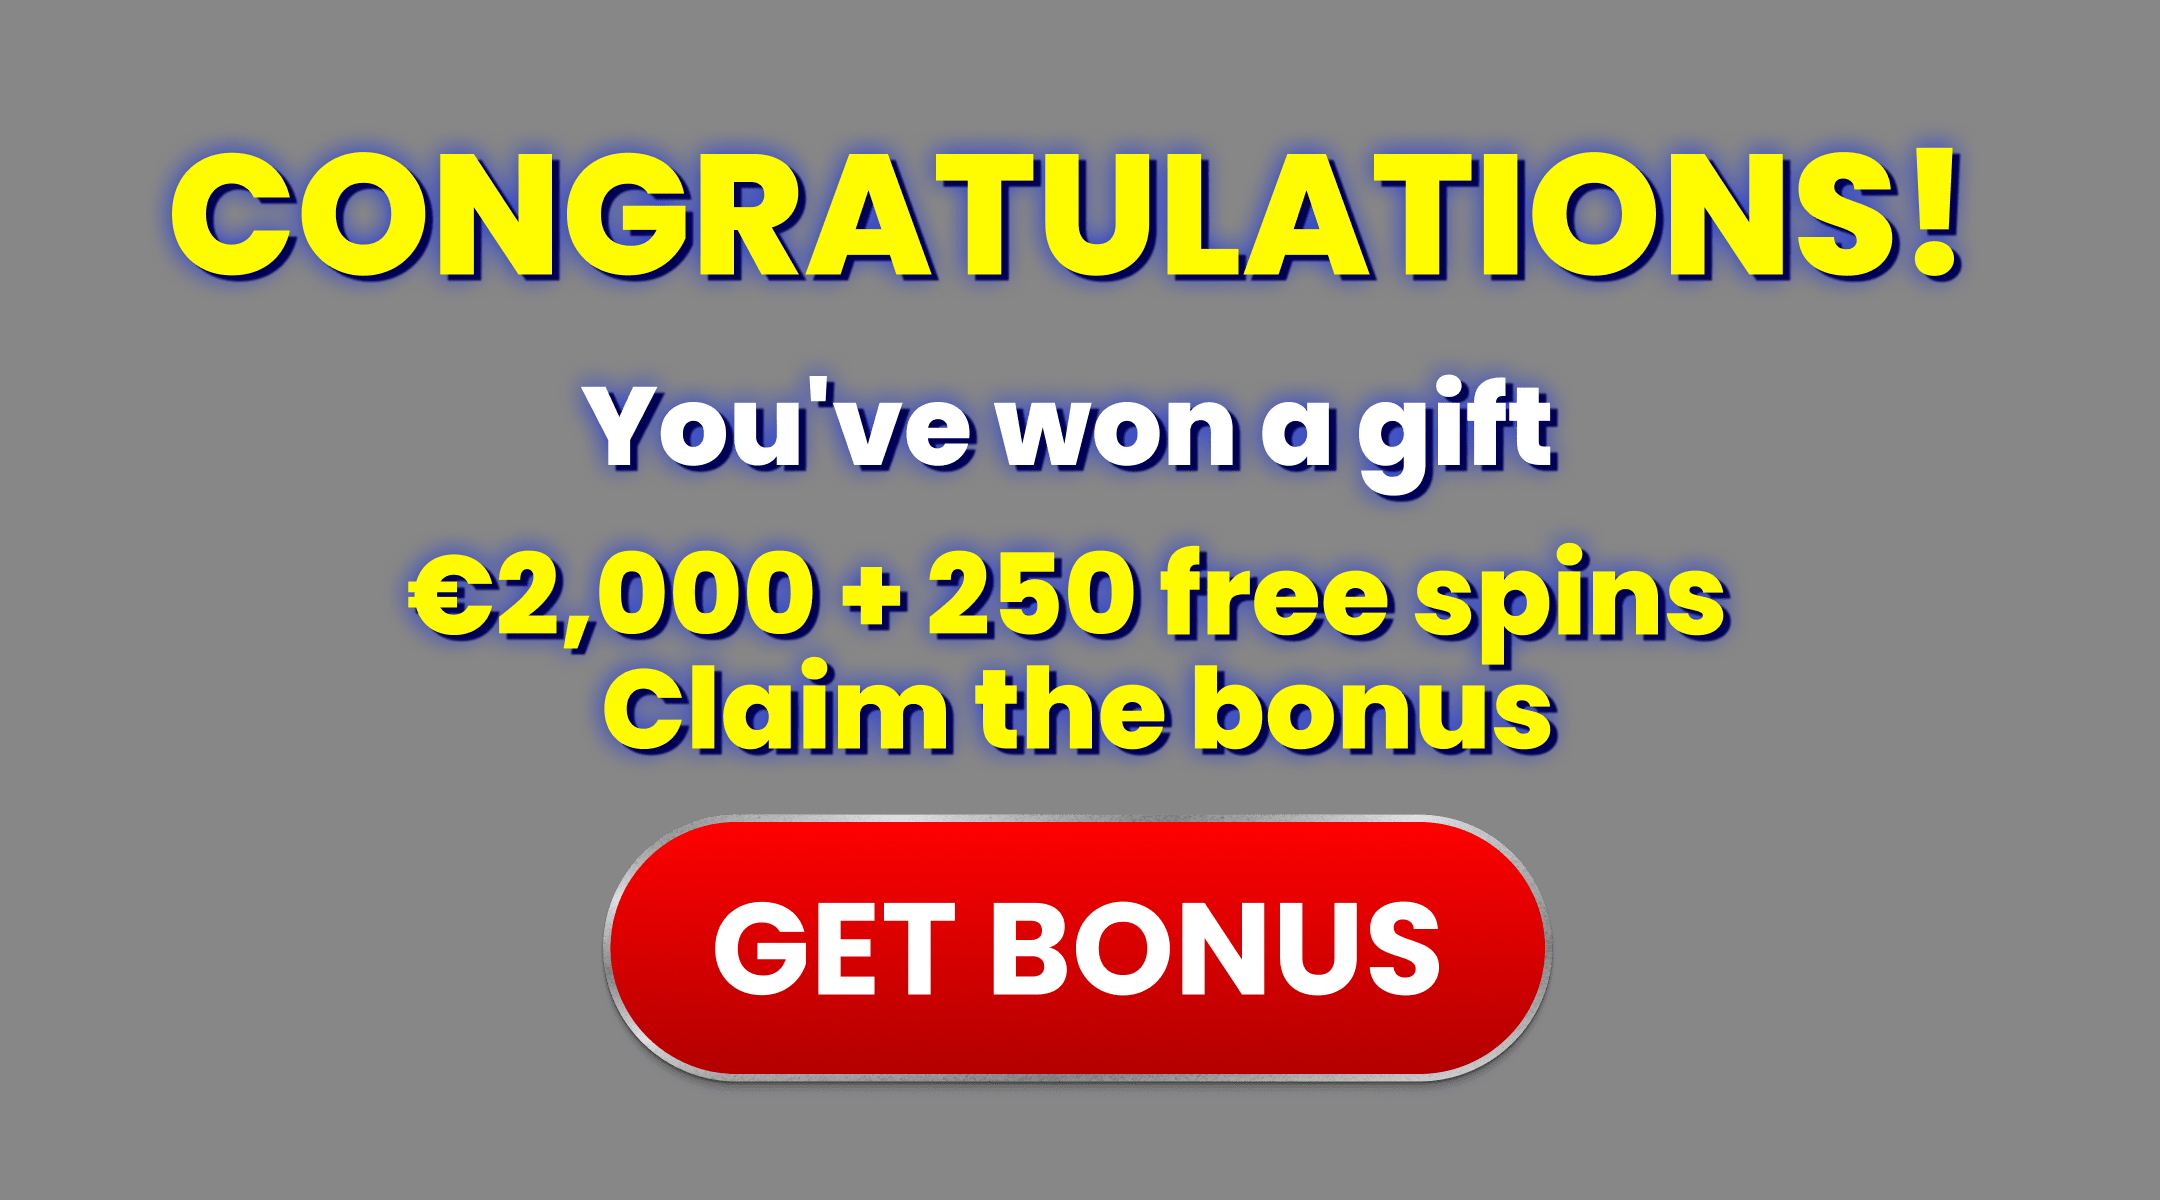 CONGRATULATIONS!
You've won a gift
€2,000 + 250 free spins
Claim the bonus
GET BONUS